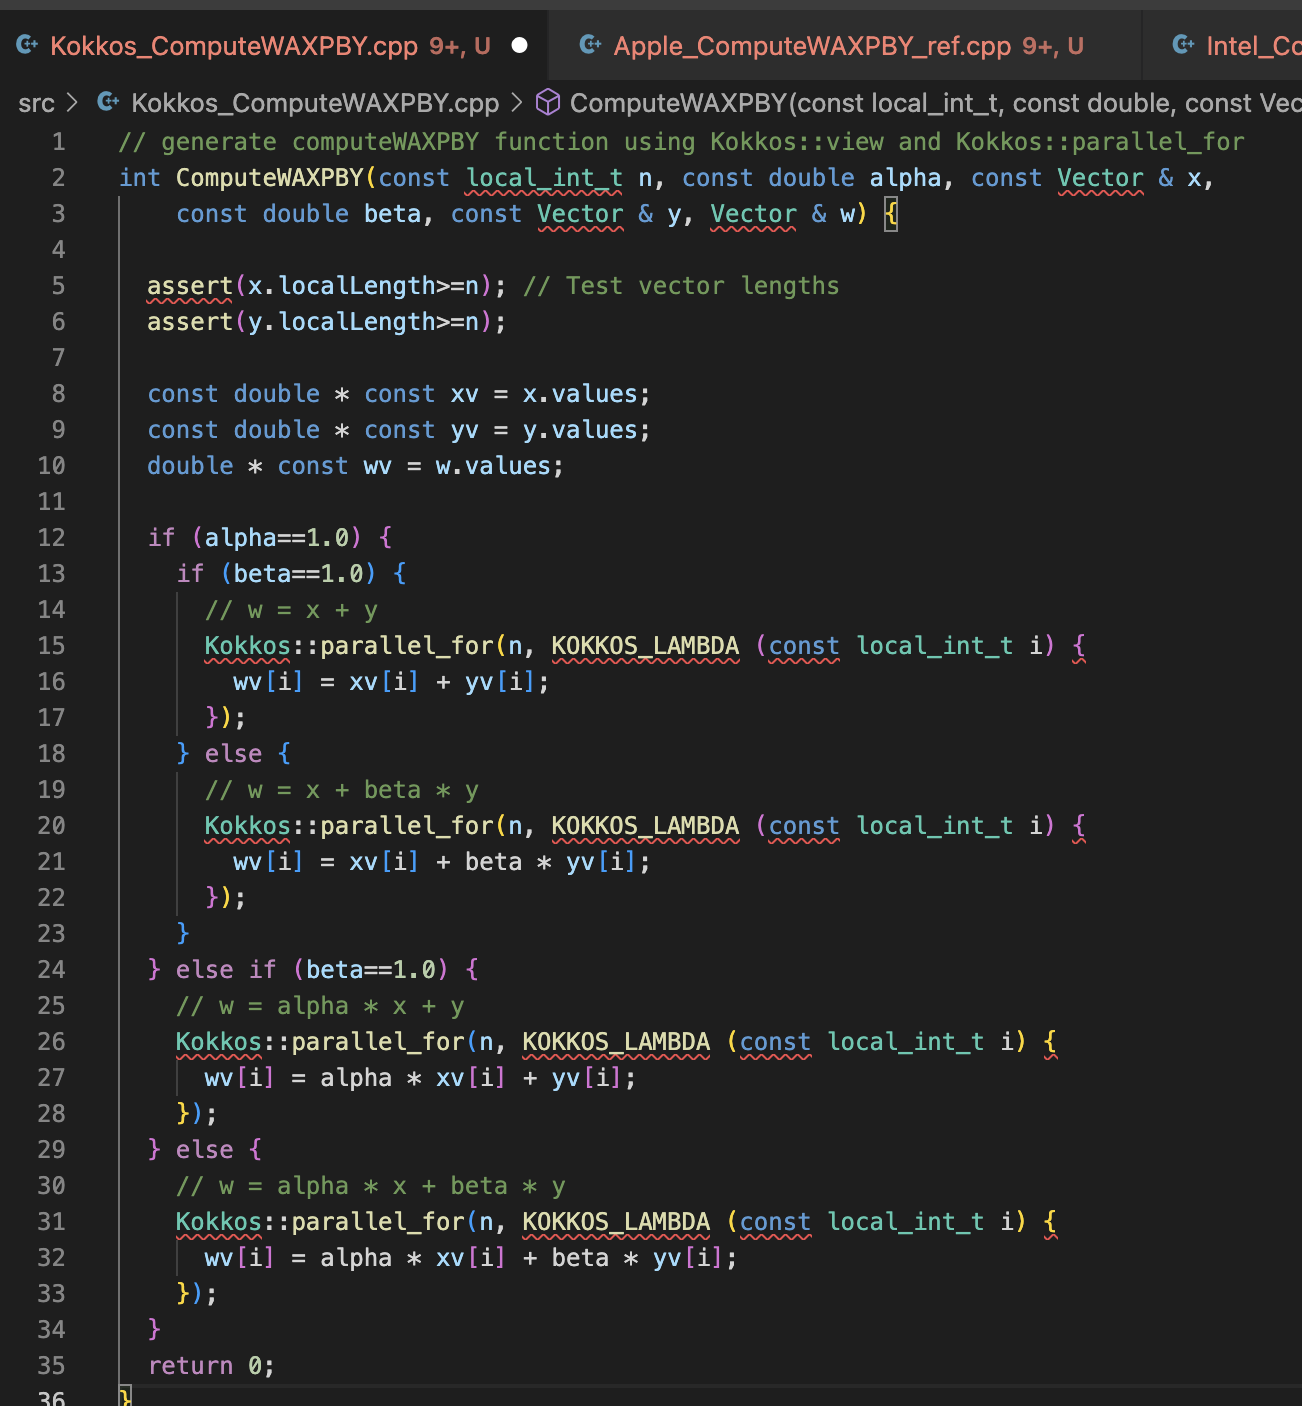 Kokkos_ComputeWAXPBY.cpp 9+, U Apple_ComputeWAXPBY_ref.cpp 9+, U Intel_Co
src > Kokkos_ComputeWAXPBY.cpp > ComputeWAXPBY(const local_int_t, const double, const Vec
1 // generate computeWAXPBY function using Kokkos::view and Kokkos::parallel_for
2 int ComputeWAXPBY(const local_int_t n, const double alpha, const Vector & x,
3     const double beta, const Vector & y, Vector & w) {
4
5   assert(x.localLength>=n); // Test vector lengths
6   assert(y.localLength>=n);
7
8   const double * const xv = x.values;
9   const double * const yv = y.values;
10   double * const wv = w.values;
11
12   if (alpha==1.0) {
13     if (beta==1.0) {
14       // w = x + y
15       Kokkos::parallel_for(n, KOKKOS_LAMBDA (const local_int_t i) {
16         wv[i] = xv[i] + yv[i];
17       });
18     } else {
19       // w = x + beta * y
20       Kokkos::parallel_for(n, KOKKOS_LAMBDA (const local_int_t i) {
21         wv[i] = xv[i] + beta * yv[i];
22       });
23     }
24   } else if (beta==1.0) {
25     // w = alpha * x + y
26     Kokkos::parallel_for(n, KOKKOS_LAMBDA (const local_int_t i) {
27       wv[i] = alpha * xv[i] + yv[i];
28     });
29   } else {
30     // w = alpha * x + beta * y
31     Kokkos::parallel_for(n, KOKKOS_LAMBDA (const local_int_t i) {
32       wv[i] = alpha * xv[i] + beta * yv[i];
33     });
34   }
35   return 0;
36 }